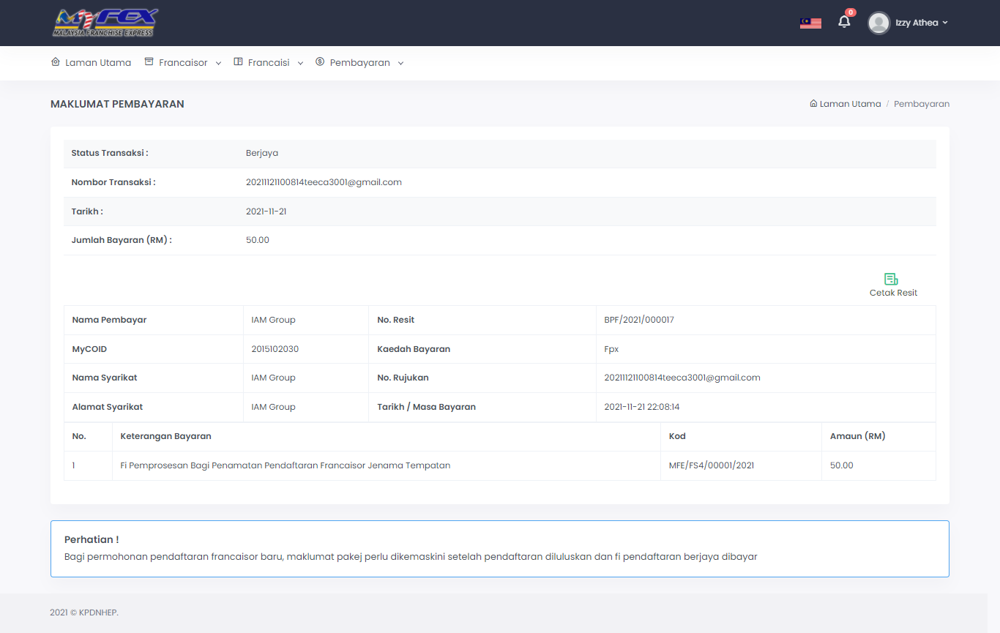 MyFEX
MALAYSIA FRANCHISE EXPRESS
0
Izzy Athea
Laman Utama Francaisor Francaisi Pembayaran
MAKLUMAT PEMBAYARAN
Laman Utama / Pembayaran
Status Transaksi : Berjaya
Nombor Transaksi : 20211121100814teeca3001@gmail.com
Tarikh : 2021-11-21
Jumlah Bayaran (RM) : 50.00
Cetak Resit
Nama Pembayar IAM Group No. Resit BPF/2021/000017
MyCOID 2015102030 Kaedah Bayaran Fpx
Nama Syarikat IAM Group No. Rujukan 20211121100814teeca3001@gmail.com
Alamat Syarikat IAM Group Tarikh / Masa Bayaran 2021-11-21 22:08:14
No. Keterangan Bayaran Kod Amaun (RM)
1 Fi Pemprosesan Bagi Penamatan Pendaftaran Francaisor Jenama Tempatan MFE/FS4/00001/2021 50.00
Perhatian !
Bagi permohonan pendaftaran francaisor baru, maklumat pakej perlu dikemaskini setelah pendaftaran diluluskan dan fi pendaftaran berjaya dibayar
2021 © KPDNHEP.